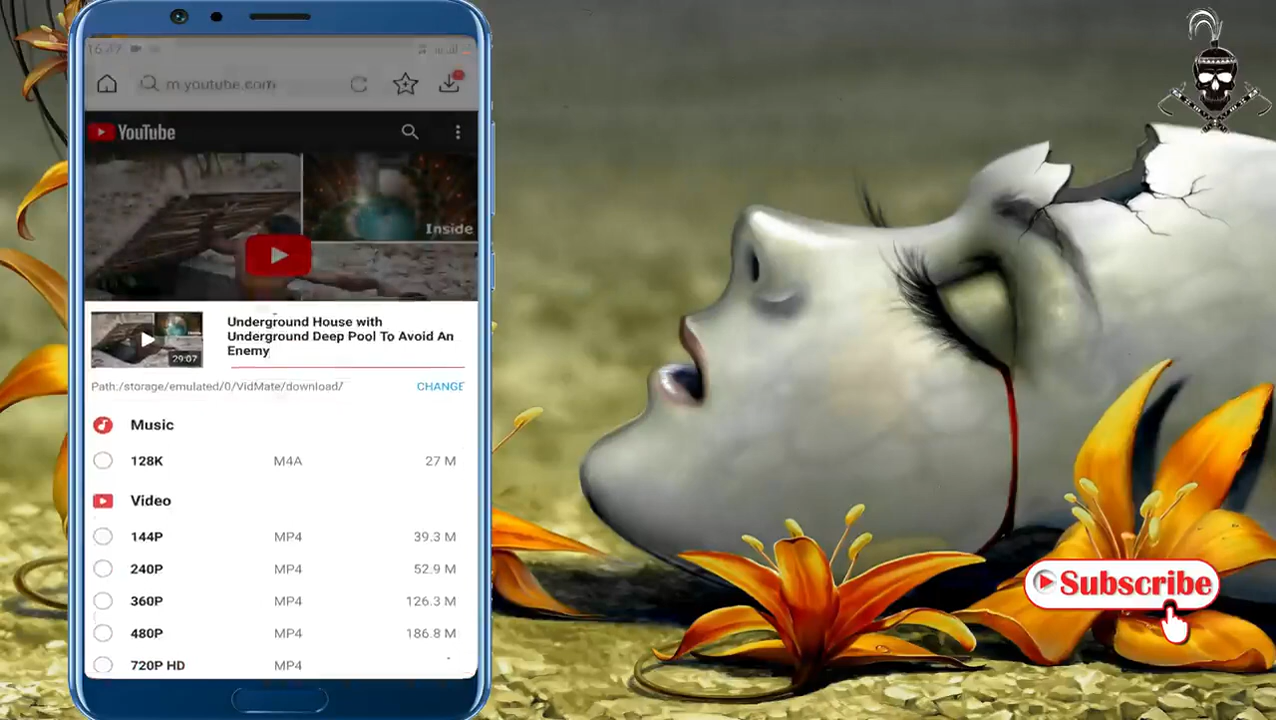 16:47
m.youtube.com
YouTube
Inside
29:07
Underground House with
Underground Deep Pool To Avoid An
Enemy
Path:/storage/emulated/0/VidMate/download/ CHANGE
Music
128K M4A 27 M
Video
144P MP4 39.3 M
240P MP4 52.9 M
360P MP4 126.3 M
480P MP4 186.8 M
720P HD MP4
Subscribe